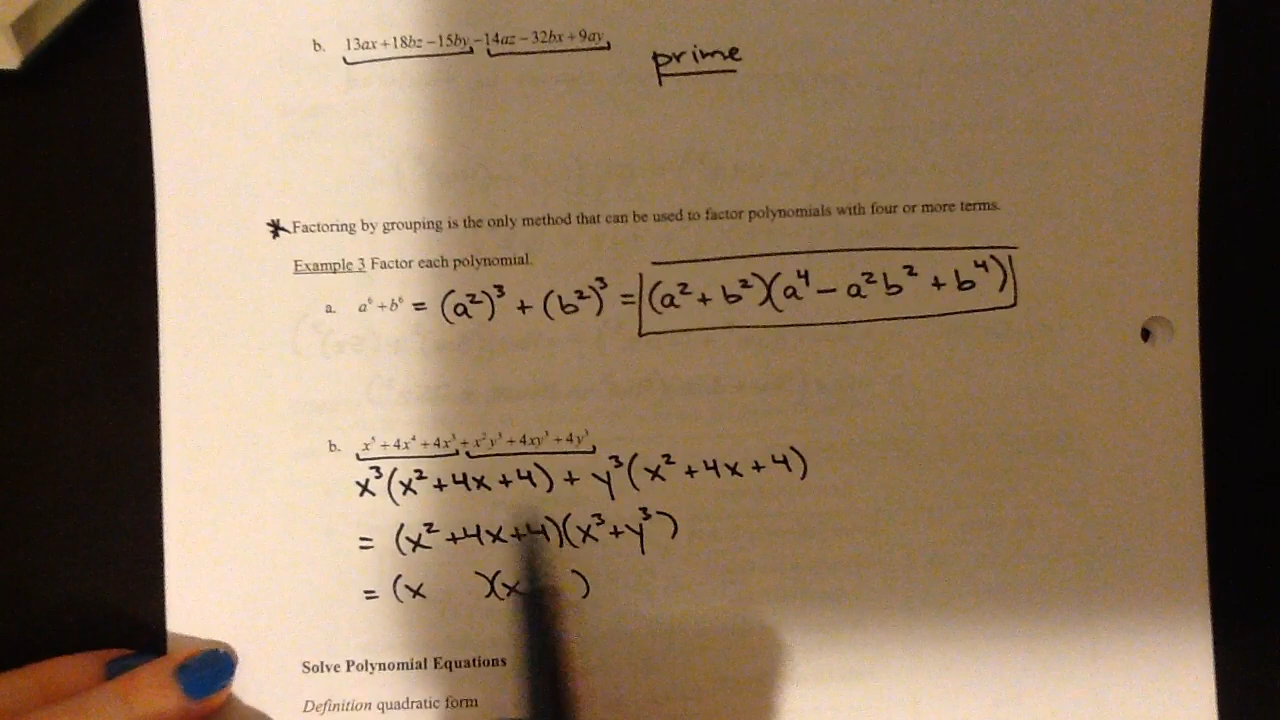 b. 13ax + 18bz − 15by − 14az − 32bx + 9ay
prime
* Factoring by grouping is the only method that can be used to factor polynomials with four or more terms.
Example 3 Factor each polynomial.
a. a⁶ + b⁶ = (a²)³ + (b²)³ = (a² + b²)(a⁴ − a²b² + b⁴)
b. x⁵ + 4x⁴ + 4x³ + x²y³ + 4xy³ + 4y³
x³(x² + 4x + 4) + y³(x² + 4x + 4)
= (x² + 4x + 4)(x³ + y³)
= (x )(x )
Solve Polynomial Equations
Definition quadratic form